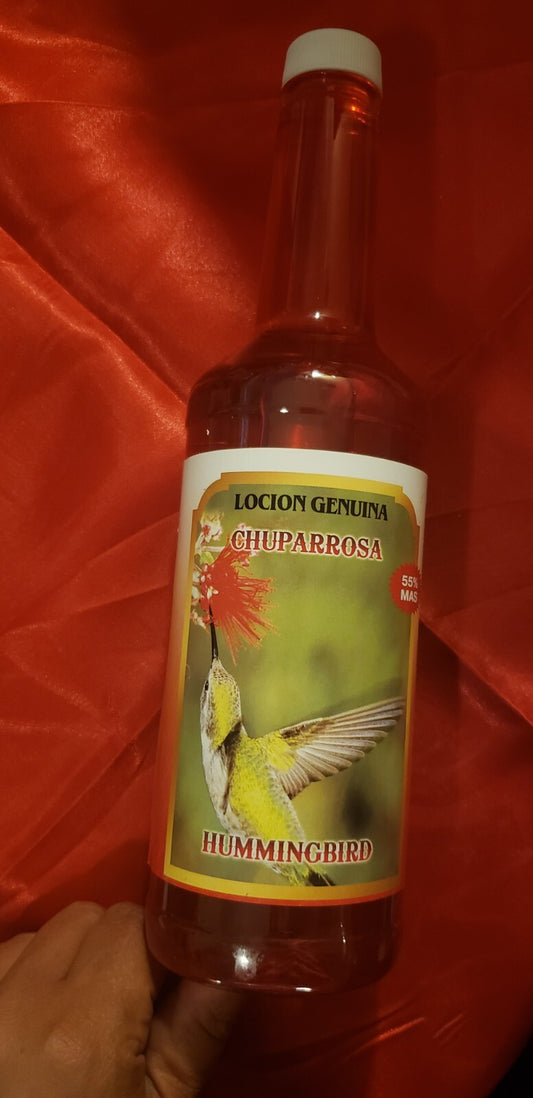 LOCION GENUINA
CHUPARROSA
55%
MAS
HUMMINGBIRD